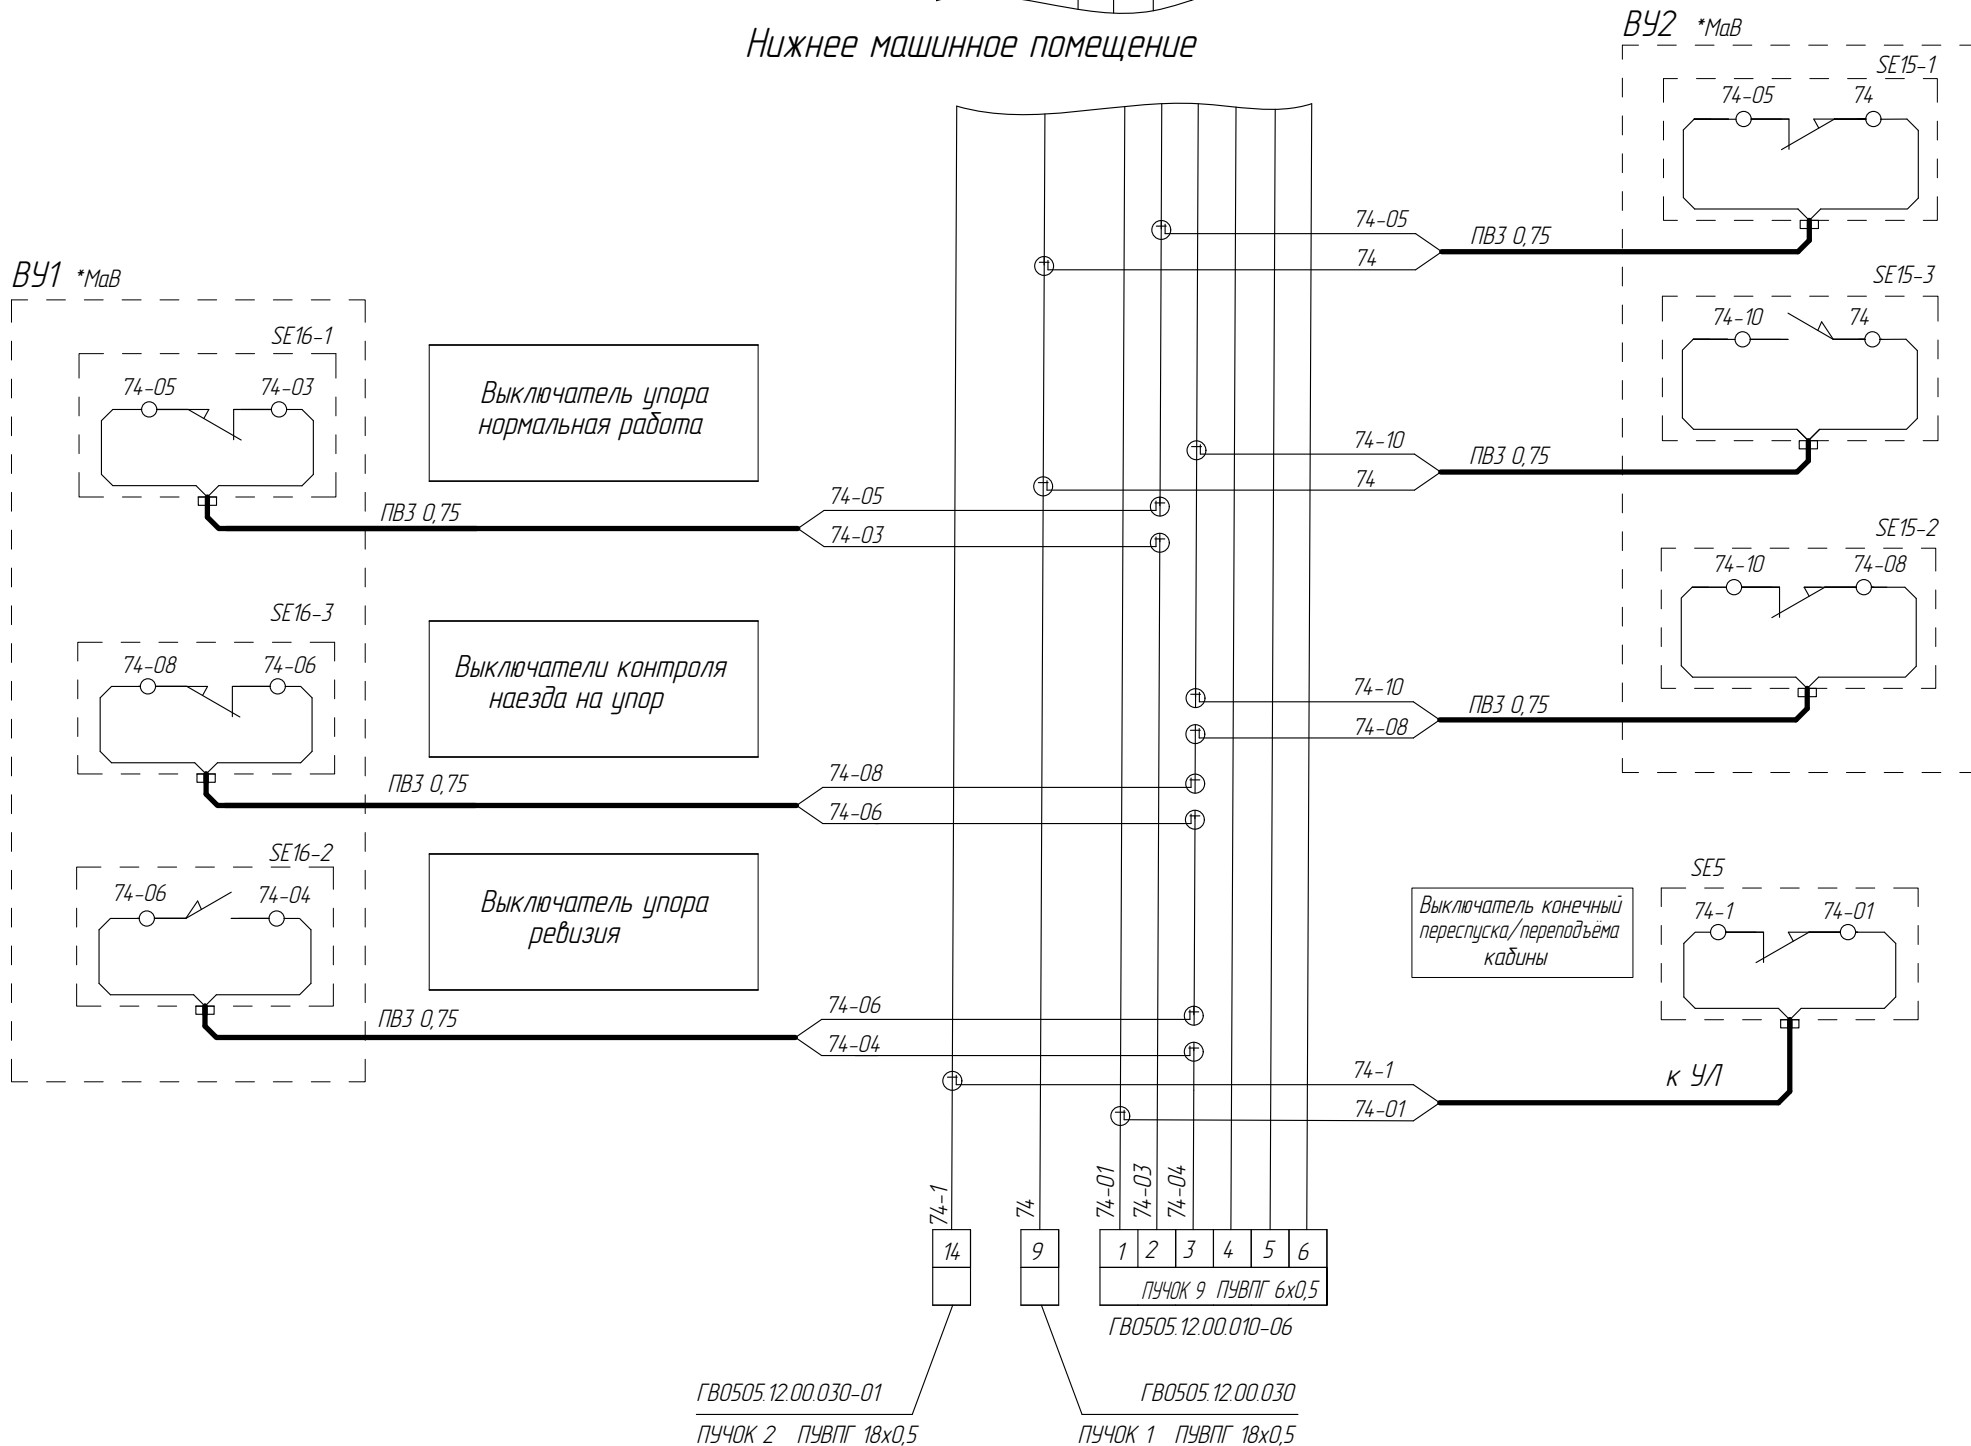 Нижнее машинное помещение
ВУ2 *МаВ
SE15-1
74-05 74
74-05
ПВ3 0,75
74
SE15-3
74-10 74
74-10
ПВ3 0,75
74
SE15-2
74-10 74-08
74-10
ПВ3 0,75
74-08
ВУ1 *МаВ
SE16-1
74-05 74-03
Выключатель упора
нормальная работа
ПВ3 0,75
74-05
74-03
SE16-3
74-08 74-06
Выключатели контроля
наезда на упор
ПВ3 0,75
74-08
74-06
SE16-2
74-06 74-04
Выключатель упора
ревизия
ПВ3 0,75
74-06
74-04
SE5
Выключатель конечный
переспуска/переподъёма
кабины
74-1 74-01
74-1
к УЛ
74-01
74-1
74
74-01
74-03
74-04
14 9 1 2 3 4 5 6
ПУЧОК 9 ПУВПГ 6х0,5
ГВ0505.12.00.010-06
ГВ0505.12.00.030-01
ПУЧОК 2 ПУВПГ 18х0,5
ГВ0505.12.00.030
ПУЧОК 1 ПУВПГ 18х0,5